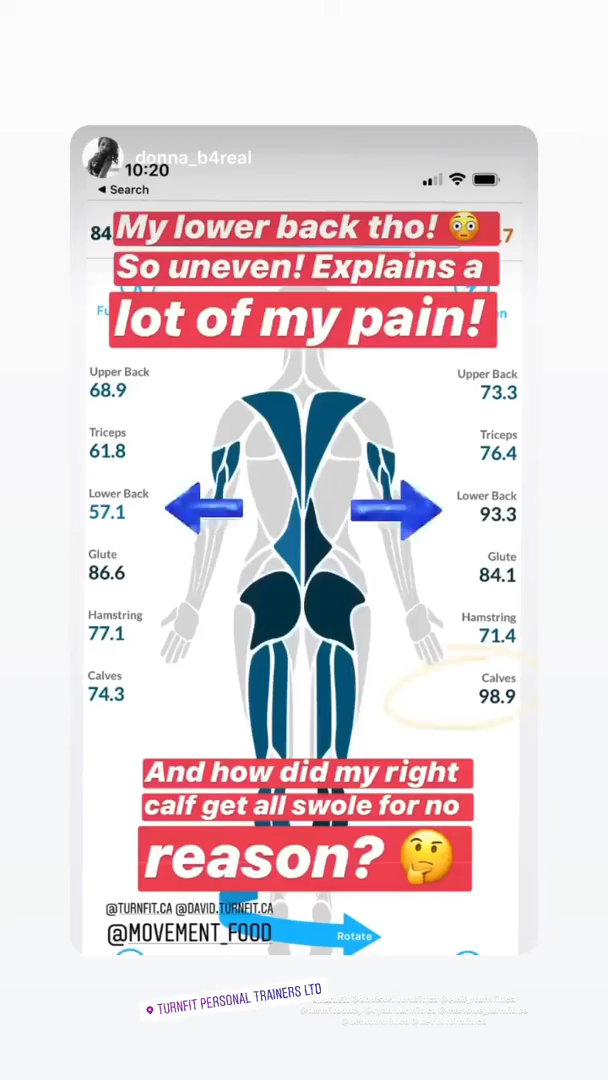 donna_b4real
10:20
Search
84
My lower back tho! 😳
.7
So uneven! Explains a
lot of my pain!
Upper Back
68.9
Upper Back
73.3
Triceps
61.8
Triceps
76.4
Lower Back
57.1
Lower Back
93.3
Glute
86.6
Glute
84.1
Hamstring
77.1
Hamstring
71.4
Calves
74.3
Calves
98.9
And how did my right
calf get all swole for no
reason? 🤔
@TURNFIT.CA @DAVID.TURNFIT.CA
@MOVEMENT_FOOD
Rotate
TURNFIT PERSONAL TRAINERS LTD